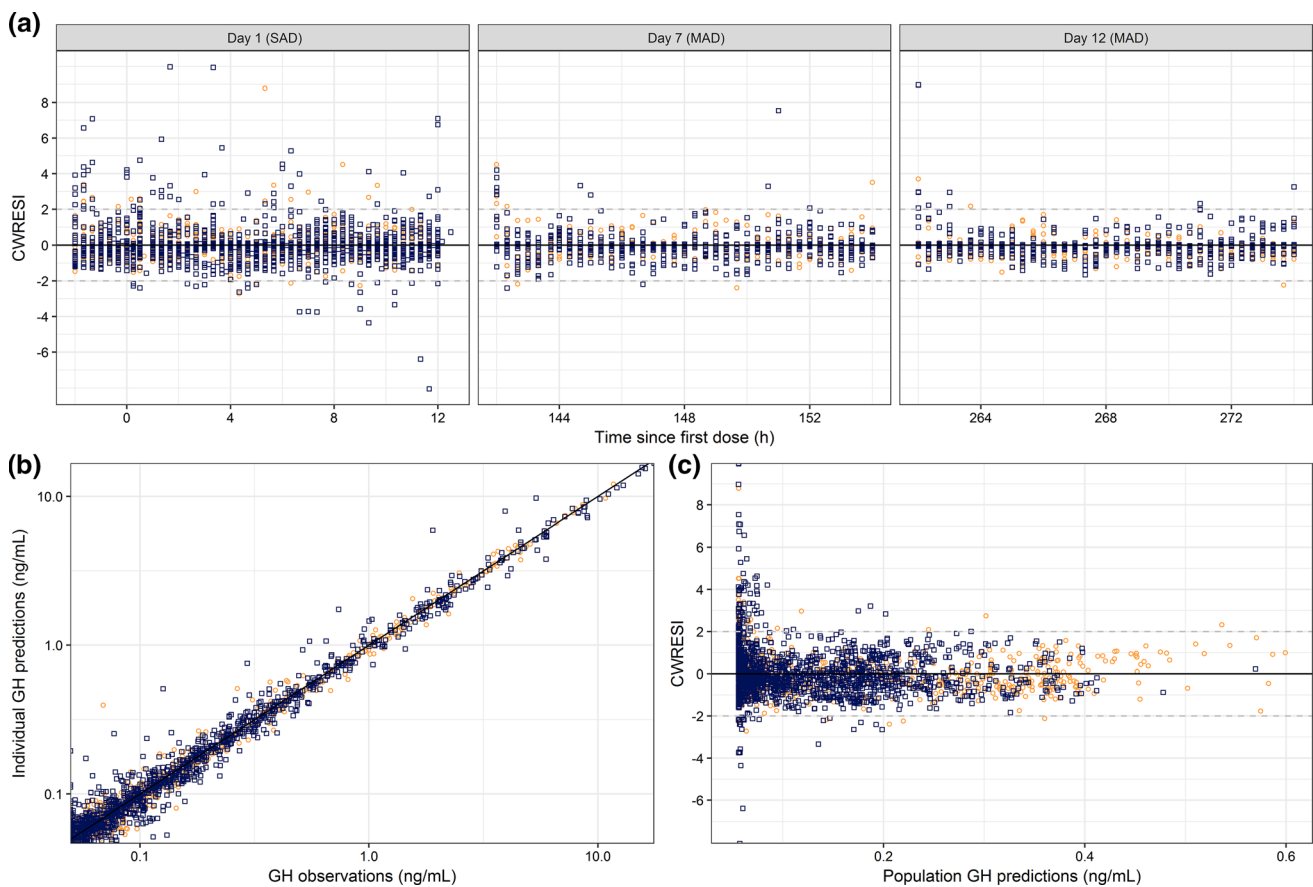 (a)
Day 1 (SAD) Day 7 (MAD) Day 12 (MAD)
CWRESI
8
6
4
2
0
-2
-4
-6
0 4 8 12 144 148 152 264 268 272
Time since first dose (h)
(b)
Individual GH predictions (ng/mL)
10.0
1.0
0.1
0.1 1.0 10.0
GH observations (ng/mL)
(c)
CWRESI
8
6
4
2
0
-2
-4
-6
0.2 0.4 0.6
Population GH predictions (ng/mL)